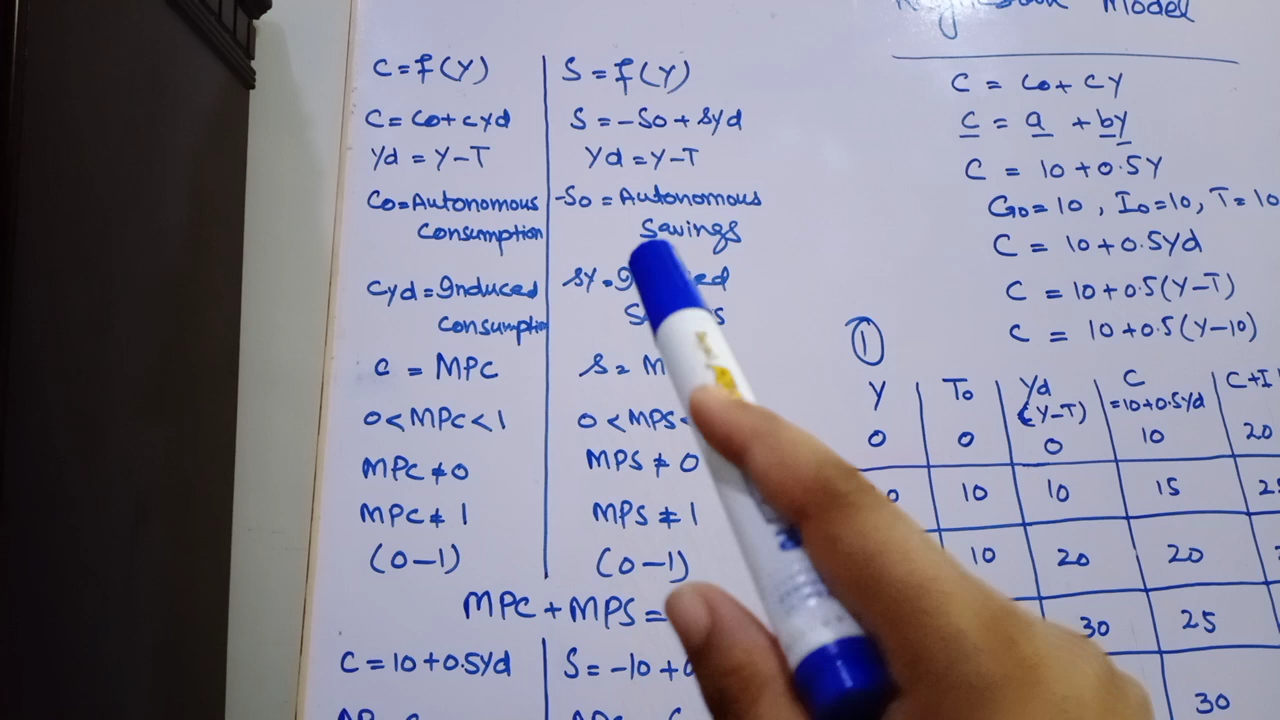 C = f(Y)
C = Co + cyd
Yd = Y-T
Co = Autonomous
Consumption
Cyd = Induced
Consumption
C = MPC
0 < MPC < 1
MPC ≠ 0
MPC ≠ 1
(0-1)
S = f(Y)
S = -So + syd
Yd = Y-T
-So = Autonomous
Savings
sY =
ed
s = M
0 < MPS <
MPS ≠ 0
MPS ≠ 1
(0-1)
MPC + MPS =
C = 10 + 0.5Yd
S = -10 +
Model
C = Co + CY
C = a + bY
C = 10 + 0.5Y
Go = 10, Io = 10, T = 10
C = 10 + 0.5Yd
C = 10 + 0.5(Y-T)
C = 10 + 0.5(Y-10)
①
Y To Yd (Y-T) C = 10+0.5Yd C+I
0 0 0 10 20
10 10 15
10 20 20
30 25
30